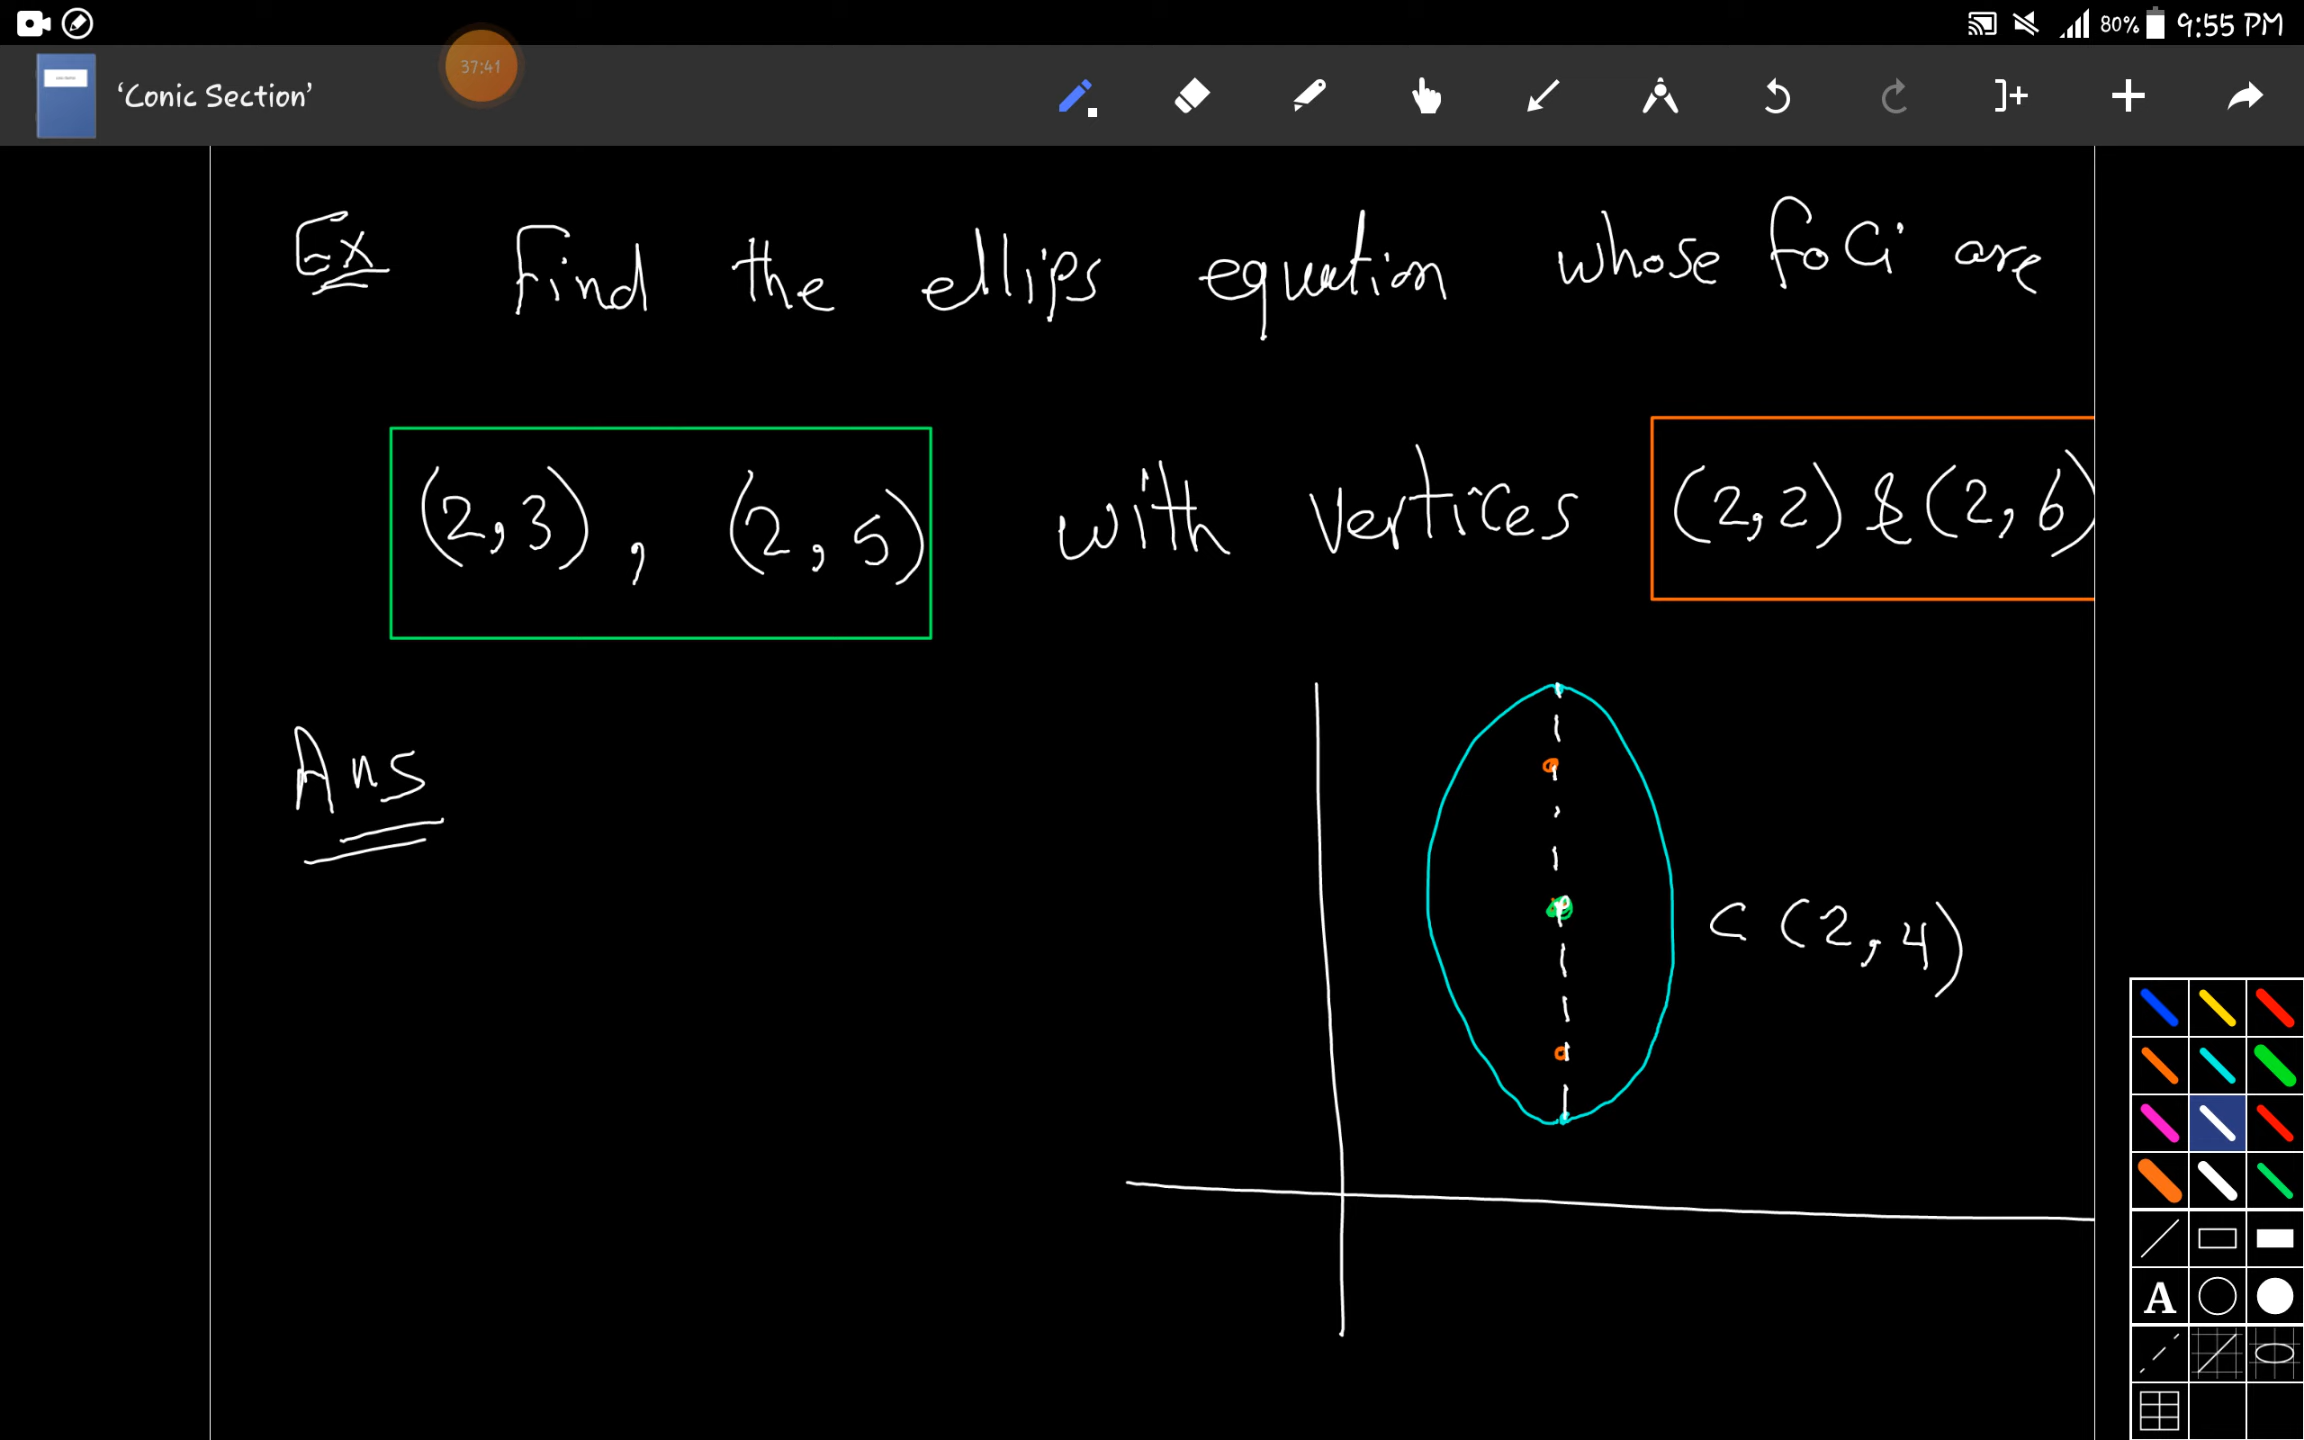 80% 9:55 PM
'Conic Section'
37:41
Ex Find the ellips equation whose foci are
(2,3), (2,5) with vertices (2,2) & (2,6)
Ans
C(2,4)
A